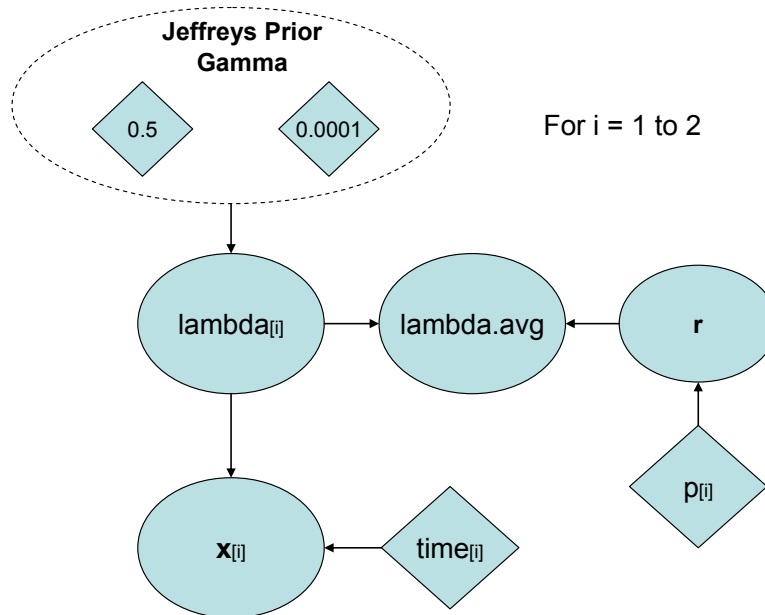 Jeffreys Prior
Gamma
0.5
0.0001
For i = 1 to 2
lambda[i]
lambda.avg
r
p[i]
x[i]
time[i]